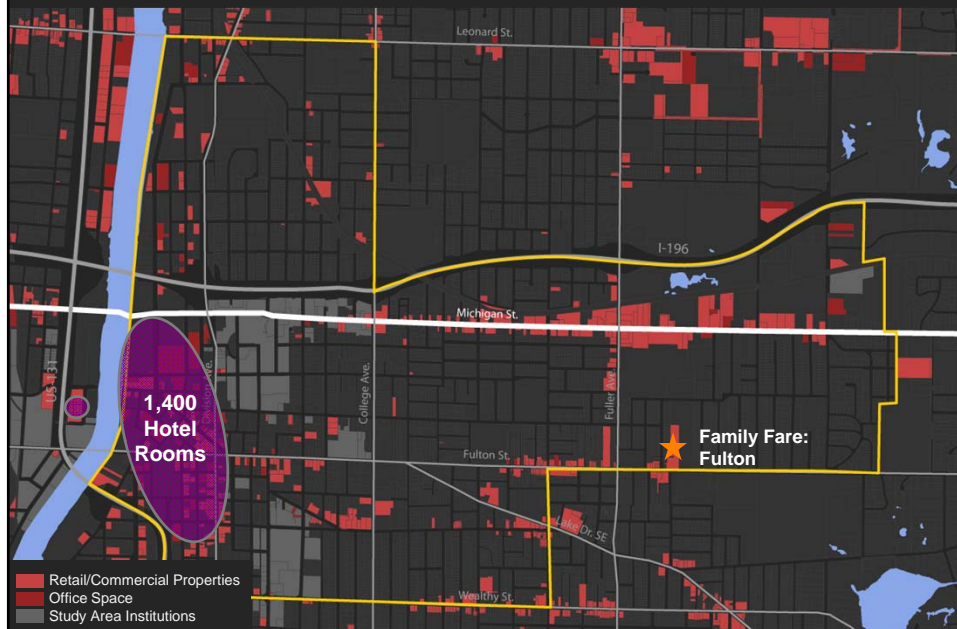 Leonard St.
I-196
Michigan St.
US 131
Ave.
College Ave.
Fuller Ave.
1,400
Hotel
Rooms
Family Fare:
Fulton
Fulton St.
Lake Dr. SE
Wealthy St.
Retail/Commercial Properties
Office Space
Study Area Institutions